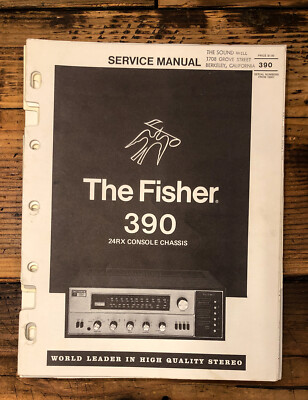 SERVICE MANUAL
THE SOUND WELL
1708 GROVE STREET
BERKELEY, CALIFORNIA
390
The Fisher®
390
24RX CONSOLE CHASSIS
WORLD LEADER IN HIGH QUALITY STEREO